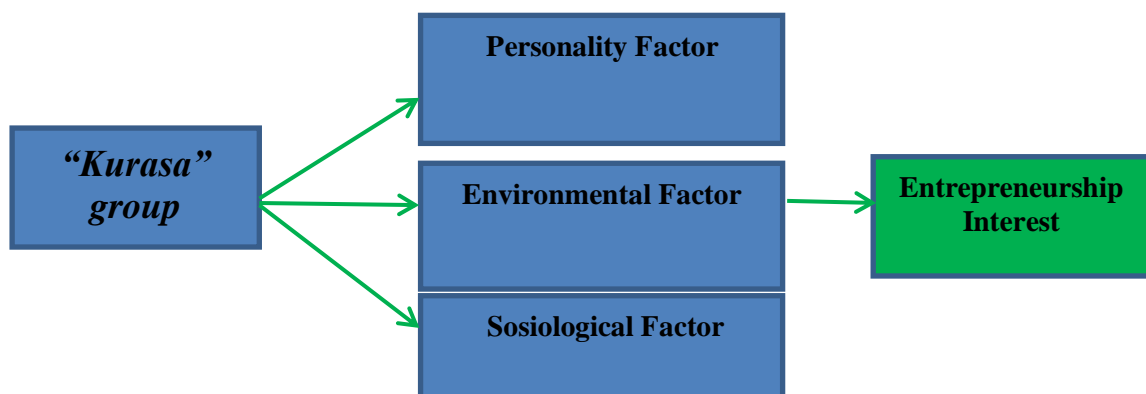 Personality Factor
“Kurasa”
group
Environmental Factor
Entrepreneurship
Interest
Sosiological Factor